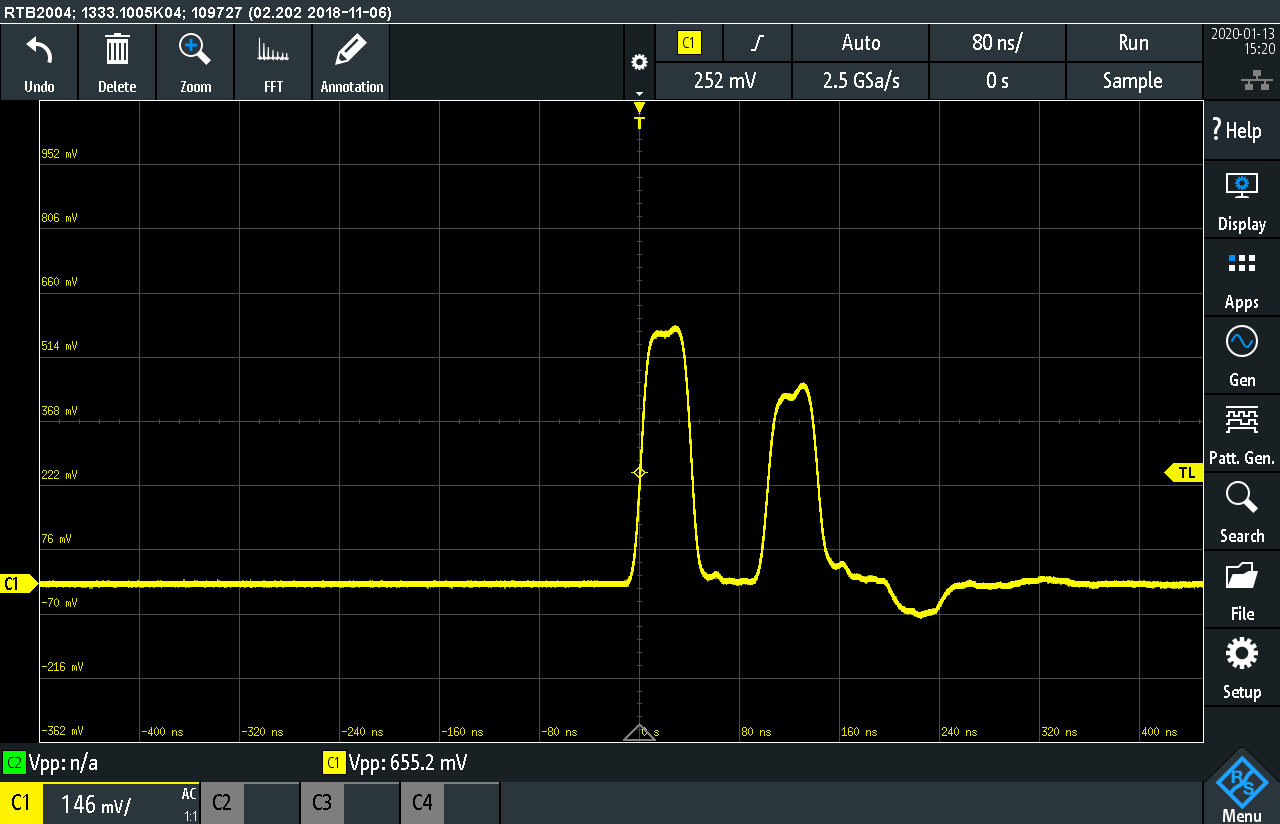 RTB2004; 1333.1005K04; 109727 (02.202 2018-11-06)
Undo Delete Zoom FFT Annotation
C1 Auto 80 ns/ Run
252 mV 2.5 GSa/s 0 s Sample
2020-01-13
15:20
T
952 mV
806 mV
660 mV
514 mV
368 mV
222 mV
76 mV
-70 mV
-216 mV
-362 mV
C1
TL
-400 ns -320 ns -240 ns -160 ns -80 ns 0 s 80 ns 160 ns 240 ns 320 ns 400 ns
? Help
Display
Apps
Gen
Patt. Gen.
Search
File
Setup
R&S
Menu
C2 Vpp: n/a C1 Vpp: 655.2 mV
C1 146 mV/ AC 1:1 C2 C3 C4